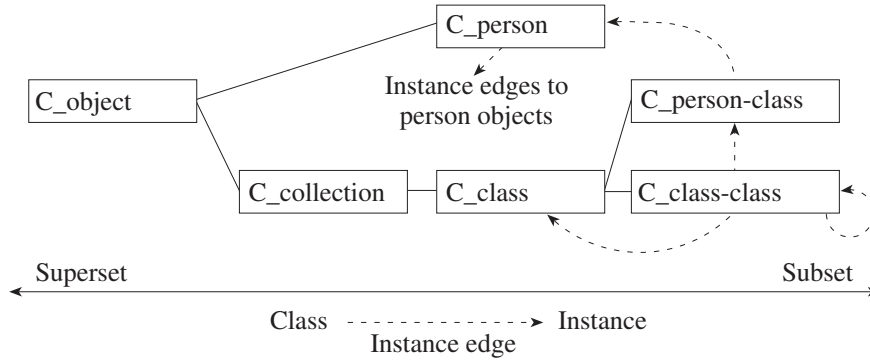 C_person
Instance edges to
person objects
C_object
C_person-class
C_collection
C_class
C_class-class
Superset
Subset
Class
Instance
Instance edge